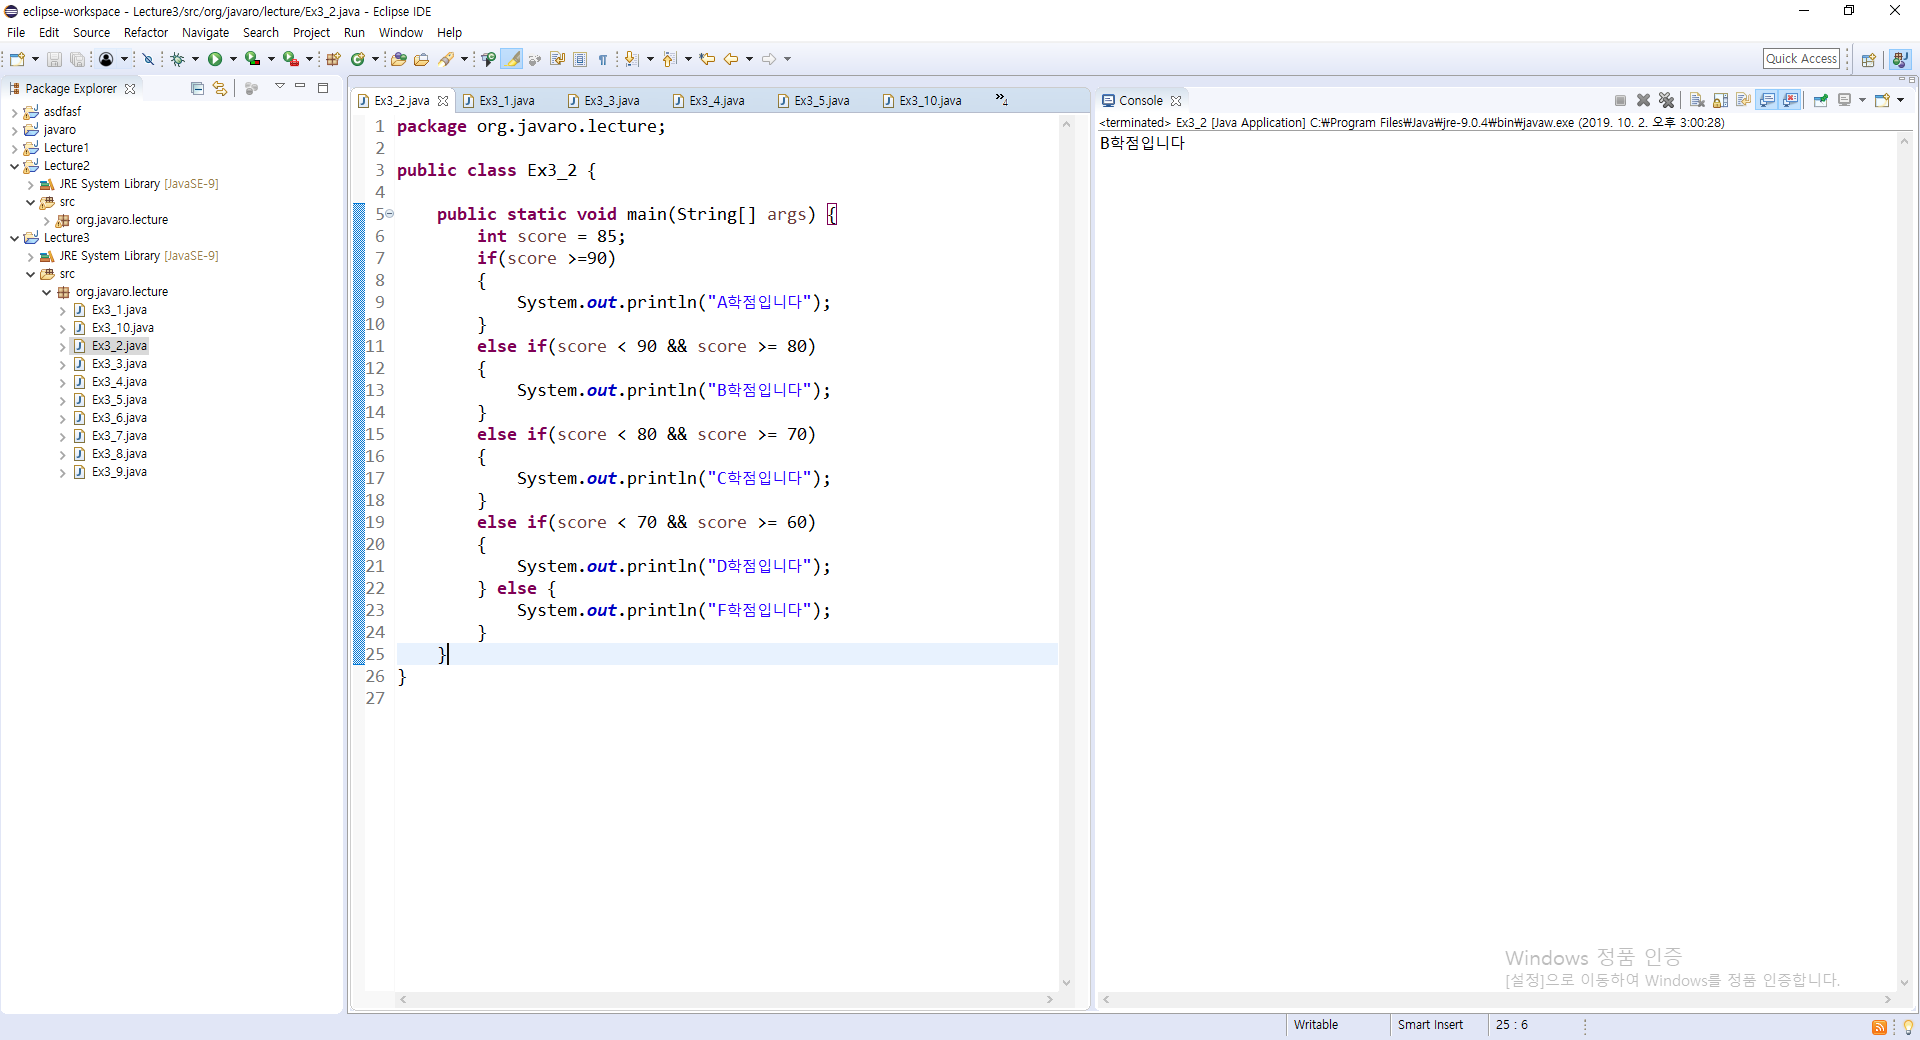 eclipse-workspace - Lecture3/src/org/javaro/lecture/Ex3_2.java - Eclipse IDE
File Edit Source Refactor Navigate Search Project Run Window Help
Quick Access
Package Explorer
asdfasf
javaro
Lecture1
Lecture2
JRE System Library [JavaSE-9]
src
org.javaro.lecture
Lecture3
JRE System Library [JavaSE-9]
src
org.javaro.lecture
Ex3_1.java
Ex3_10.java
Ex3_2.java
Ex3_3.java
Ex3_4.java
Ex3_5.java
Ex3_6.java
Ex3_7.java
Ex3_8.java
Ex3_9.java
Ex3_2.java Ex3_1.java Ex3_3.java Ex3_4.java Ex3_5.java Ex3_10.java »4
1 package org.javaro.lecture;
2
3 public class Ex3_2 {
4
5 public static void main(String[] args) {
6 int score = 85;
7 if(score >=90)
8 {
9 System.out.println("A학점입니다");
10 }
11 else if(score < 90 && score >= 80)
12 {
13 System.out.println("B학점입니다");
14 }
15 else if(score < 80 && score >= 70)
16 {
17 System.out.println("C학점입니다");
18 }
19 else if(score < 70 && score >= 60)
20 {
21 System.out.println("D학점입니다");
22 } else {
23 System.out.println("F학점입니다");
24 }
25 }
26 }
27
Console
<terminated> Ex3_2 [Java Application] C:₩Program Files₩Java₩jre-9.0.4₩bin₩javaw.exe (2019. 10. 2. 오후 3:00:28)
B학점입니다
Windows 정품 인증
[설정]으로 이동하여 Windows를 정품 인증합니다.
Writable Smart Insert 25 : 6